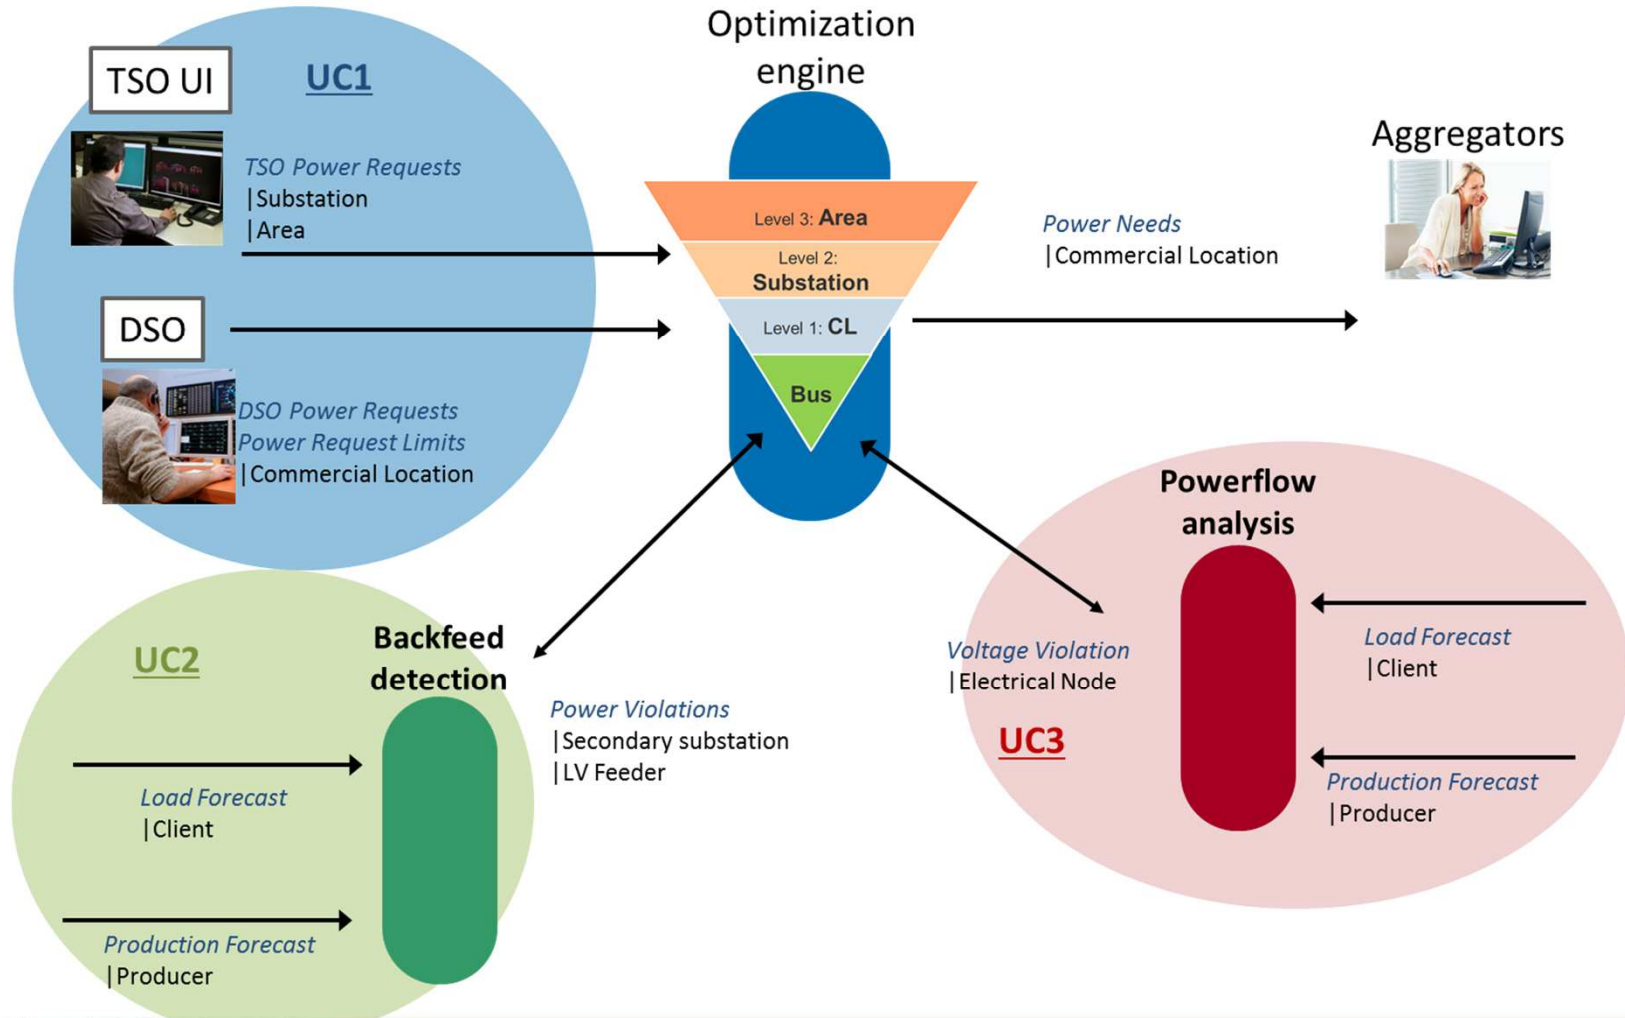 Optimization
engine
TSO UI
UC1
TSO Power Requests
|Substation
|Area
DSO
DSO Power Requests
Power Request Limits
|Commercial Location
Level 3: Area
Level 2:
Substation
Level 1: CL
Bus
Power Needs
|Commercial Location
Aggregators
UC2
Backfeed
detection
Load Forecast
|Client
Production Forecast
|Producer
Power Violations
|Secondary substation
|LV Feeder
Powerflow
analysis
Voltage Violation
|Electrical Node
UC3
Load Forecast
|Client
Production Forecast
|Producer